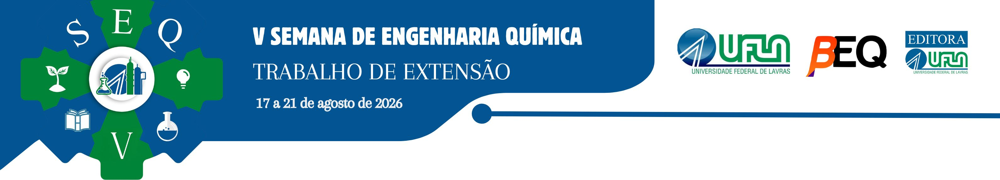 S E Q
V
V SEMANA DE ENGENHARIA QUÍMICA
TRABALHO DE EXTENSÃO
17 a 21 de agosto de 2026
UFLA
UNIVERSIDADE FEDERAL DE LAVRAS
BEQ
EDITORA
UFLA
UNIVERSIDADE FEDERAL DE LAVRAS